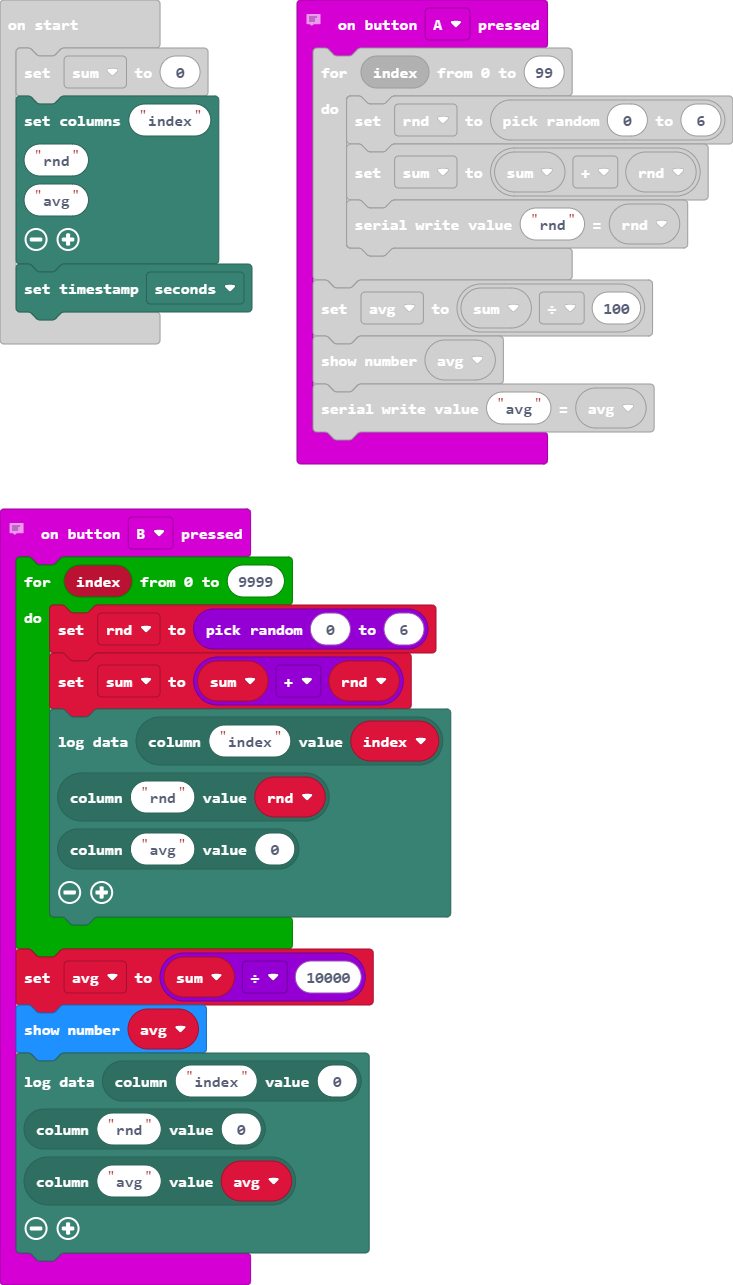 on start
set sum to 0
set columns "index"
"rnd"
"avg"
set timestamp seconds
on button A pressed
for index from 0 to 99
do
set rnd to pick random 0 to 6
set sum to sum + rnd
serial write value "rnd" = rnd
set avg to sum ÷ 100
show number avg
serial write value "avg" = avg
on button B pressed
for index from 0 to 9999
do
set rnd to pick random 0 to 6
set sum to sum + rnd
log data column "index" value index
column "rnd" value rnd
column "avg" value 0
set avg to sum ÷ 10000
show number avg
log data column "index" value 0
column "rnd" value 0
column "avg" value avg